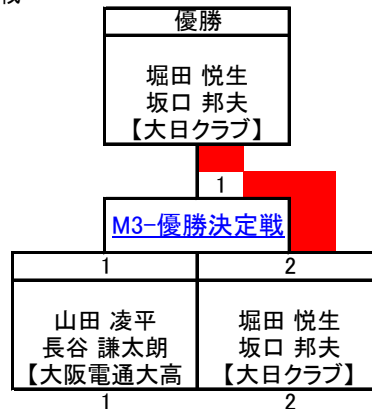 優勝
堀田 悦生
坂口 邦夫
【大日クラブ】
1
M3-優勝決定戦
1 2
山田 凌平 堀田 悦生
長谷 謙太朗 坂口 邦夫
【大阪電通大高 【大日クラブ】
1 2